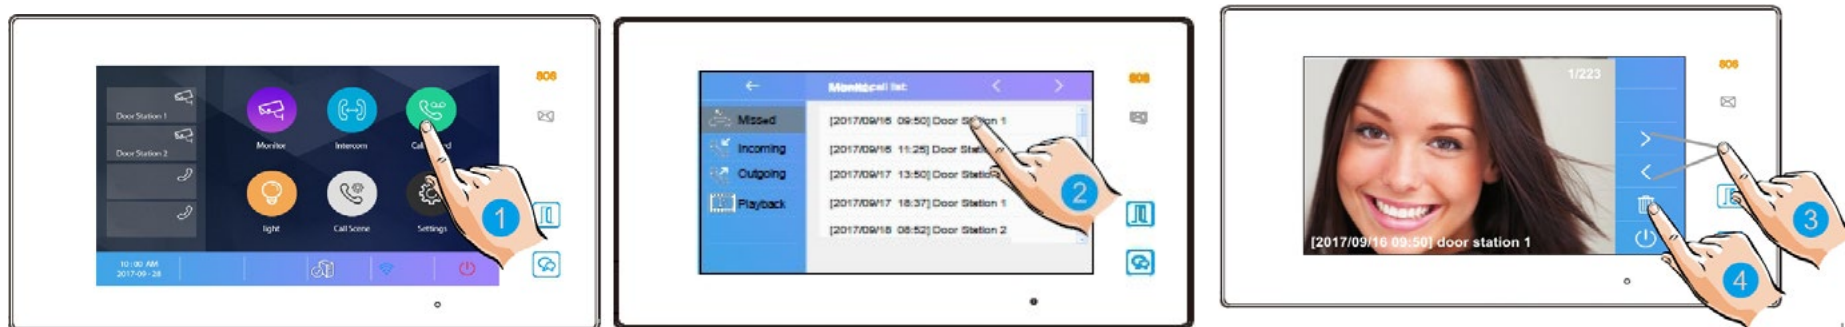 SOS
Door Station 1
Door Station 2
Monitor
Intercom
light
Call Scene
Settings
10:00 AM
2017-09-28
1
SOS
Missed
Incoming
Outgoing
Playback
[2017/09/16 09:50] Door Station 1
[2017/09/16 11:25] Door Station
[2017/09/17 13:50] Door Station
[2017/09/17 18:37] Door Station 1
[2017/09/18 08:52] Door Station 2
2
SOS
1/223
[2017/09/16 09:50] door station 1
3
4